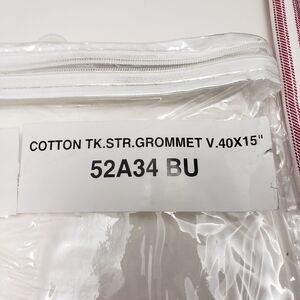 COTTON TK.STR.GROMMET V.40X15"
52A34 BU